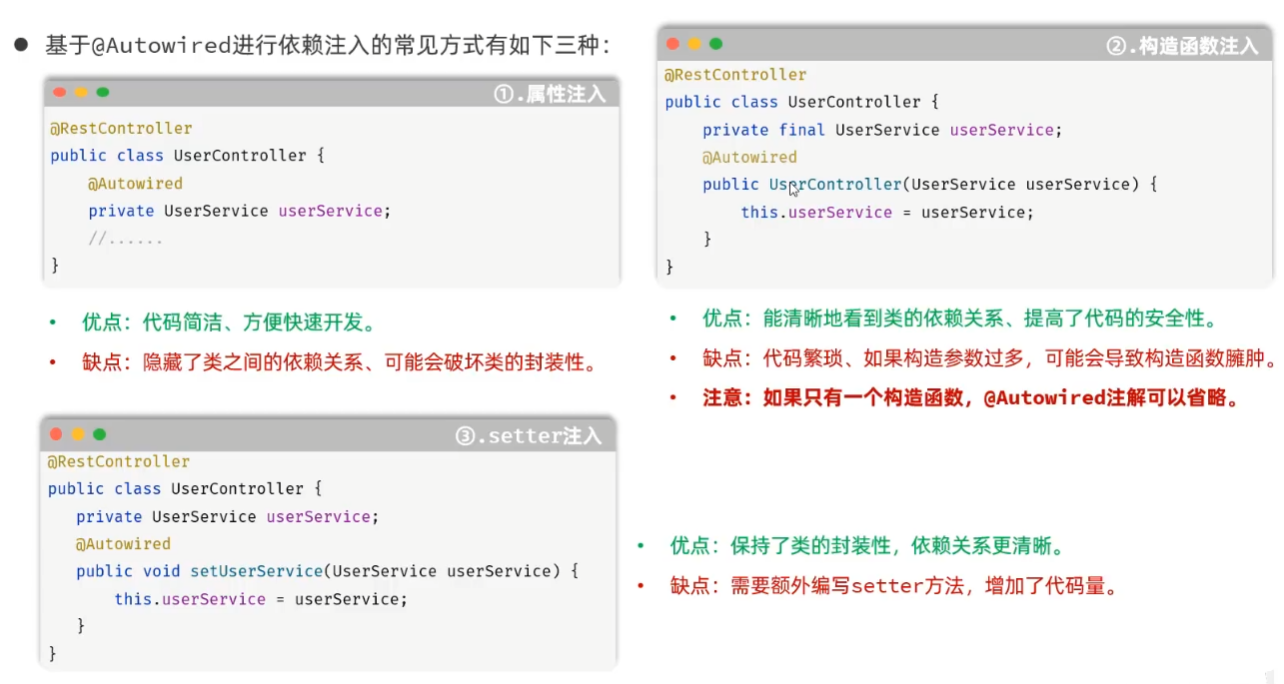 ● 基于@Autowired进行依赖注入的常见方式有如下三种：
①.属性注入
@RestController
public class UserController {
@Autowired
private UserService userService;
//......
}
• 优点：代码简洁、方便快速开发。
• 缺点：隐藏了类之间的依赖关系、可能会破坏类的封装性。
②.构造函数注入
@RestController
public class UserController {
private final UserService userService;
@Autowired
public UserController(UserService userService) {
this.userService = userService;
}
}
• 优点：能清晰地看到类的依赖关系、提高了代码的安全性。
• 缺点：代码繁琐、如果构造参数过多，可能会导致构造函数臃肿。
• 注意：如果只有一个构造函数，@Autowired注解可以省略。
③.setter注入
@RestController
public class UserController {
private UserService userService;
@Autowired
public void setUserService(UserService userService) {
this.userService = userService;
}
}
• 优点：保持了类的封装性，依赖关系更清晰。
• 缺点：需要额外编写setter方法，增加了代码量。